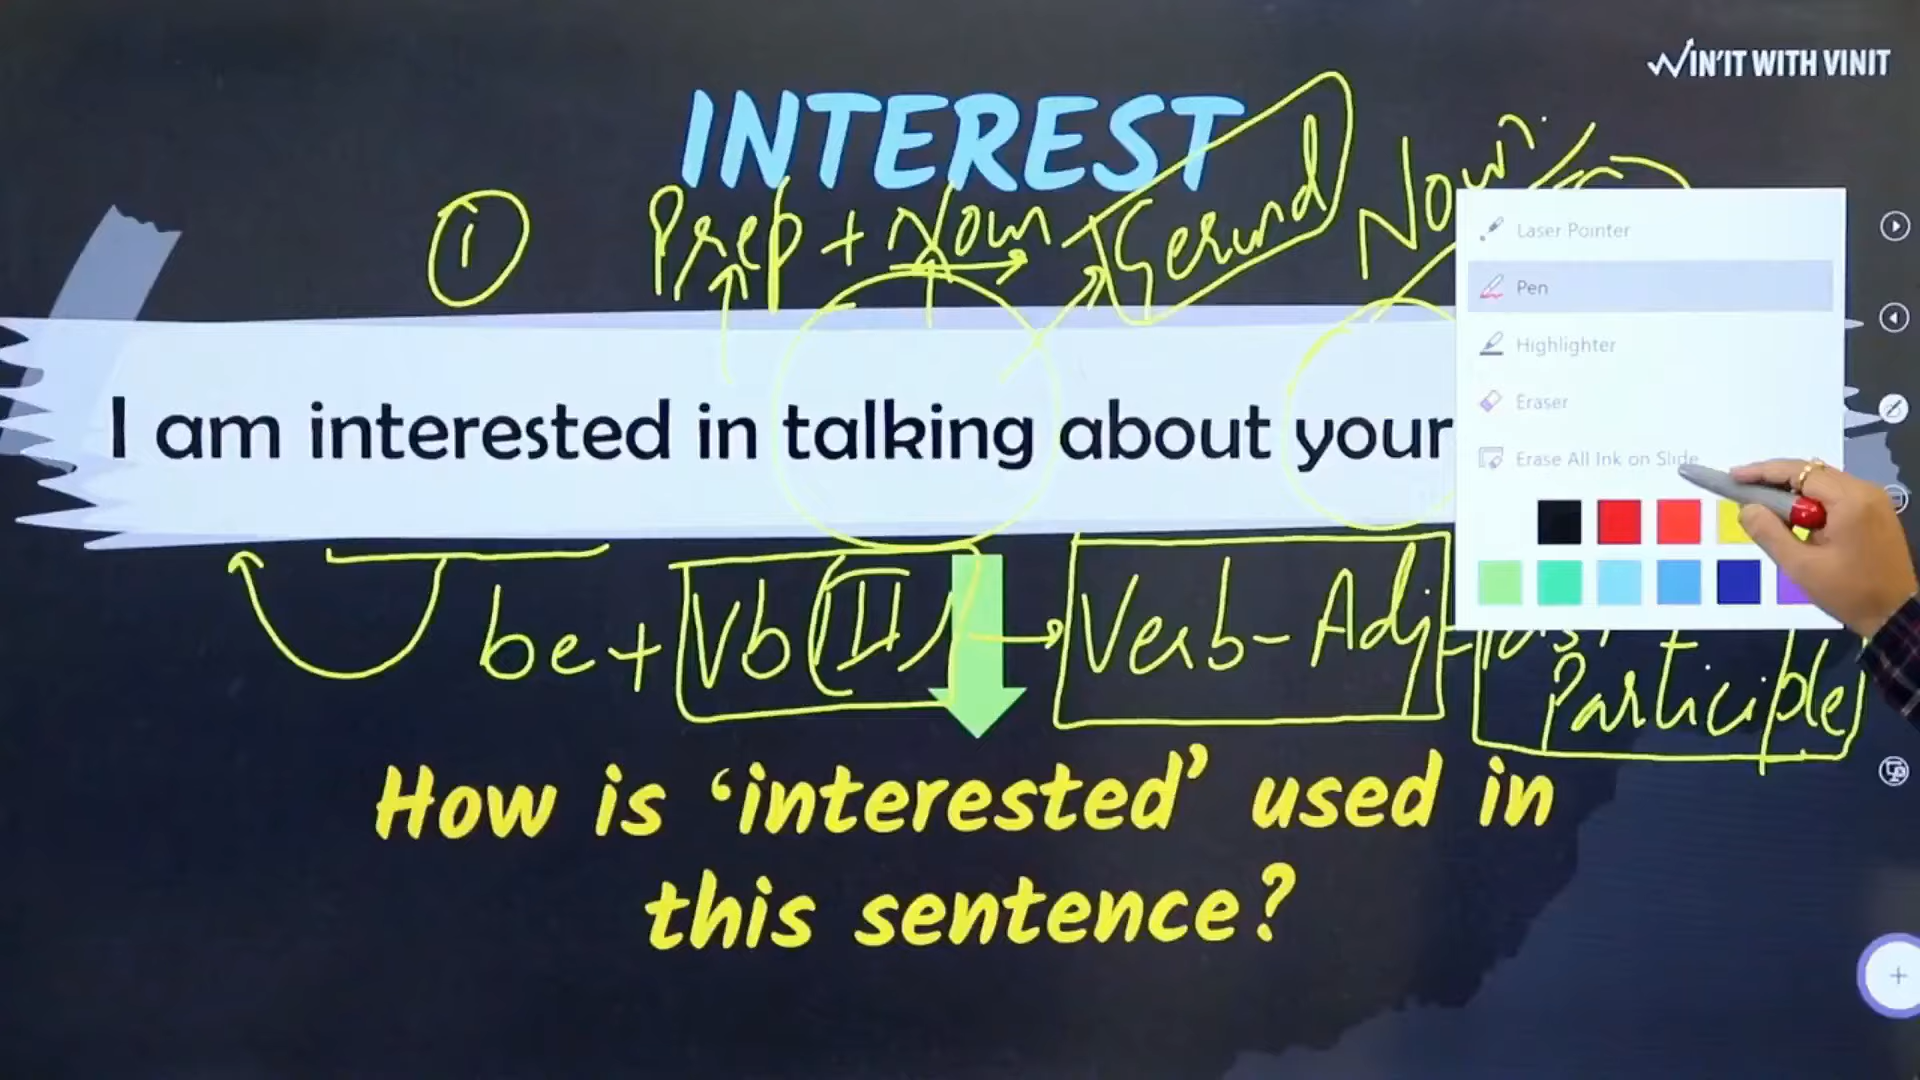 WIN'IT WITH VINIT
INTEREST
1
Prep + Noun → Gerund
Noun
Laser Pointer
Pen
Highlighter
Eraser
Erase All Ink on Slide
I am interested in talking about your
be + Vb (II) → Verb - Adj -
Participle
How is ‘interested’ used in
this sentence?